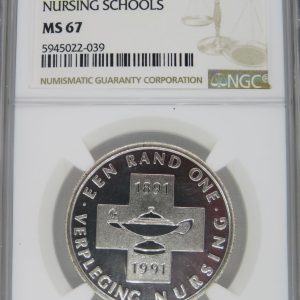 NURSING SCHOOLS
MS 67
5945022-039
NUMISMATIC GUARANTY CORPORATION
NGC
· EEN RAND ONE ·
1891
1991
VERPLEGING NURSING